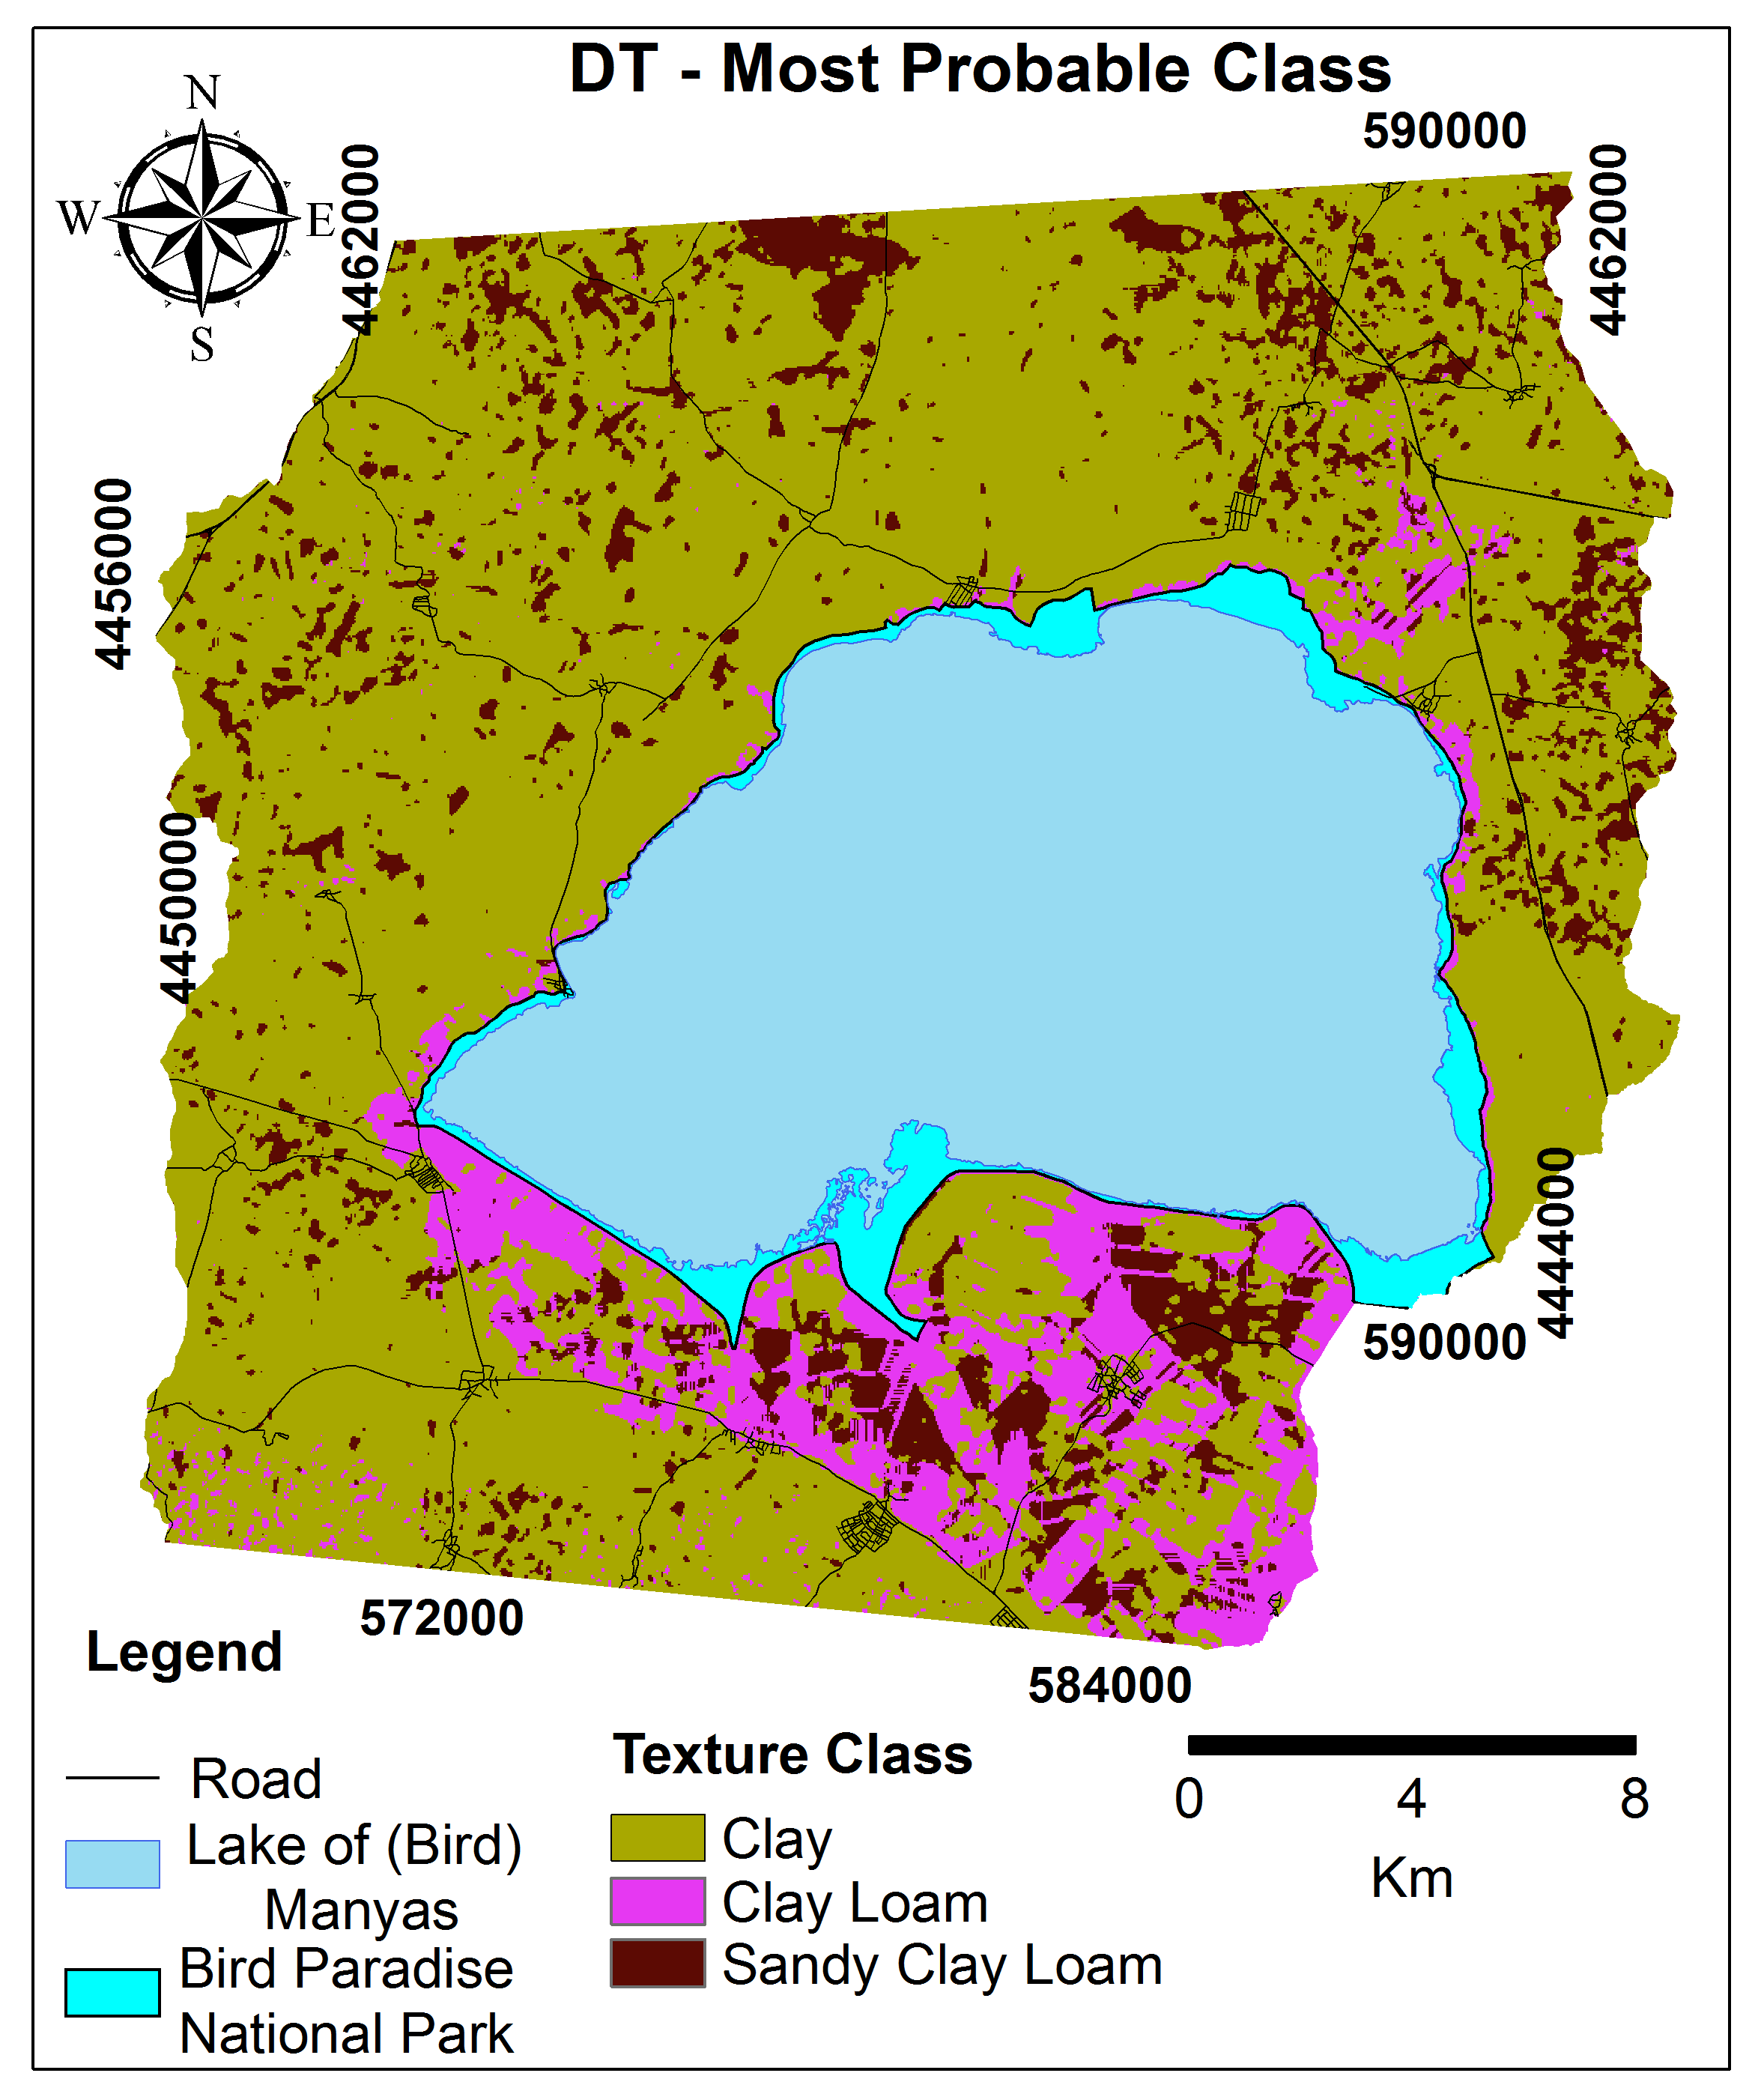 DT - Most Probable Class
590000
N
W
E
S
4462000
4462000
4456000
4450000
4444000
590000
572000
584000
Legend
Road
Lake of (Bird)
Manyas
Bird Paradise
National Park
Texture Class
Clay
Clay Loam
Sandy Clay Loam
0 4 8
Km